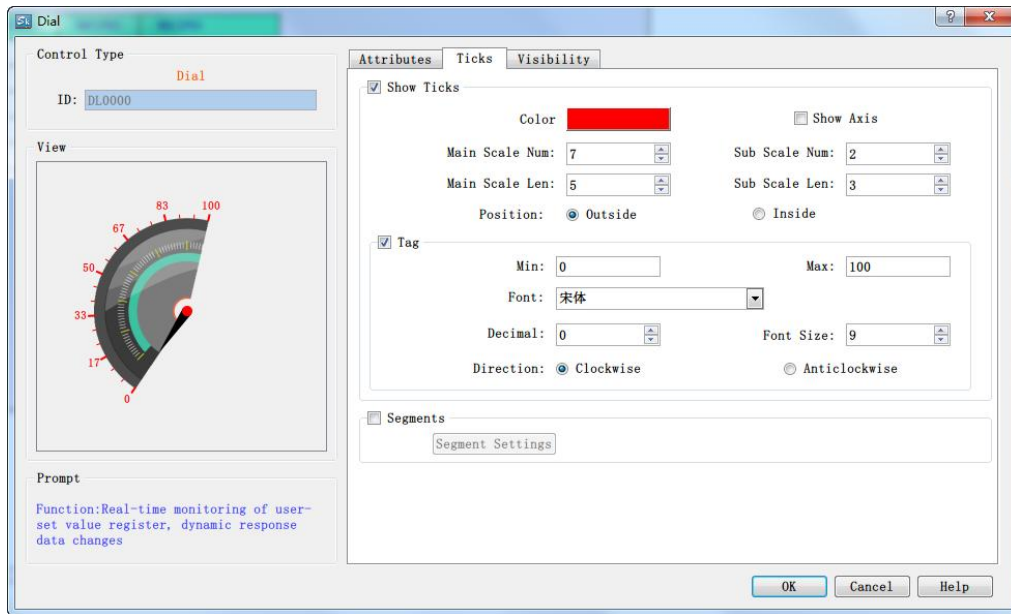 Dial
Control Type
Dial
ID: DL0000
View
83 100
67
50
33
17
0
Prompt
Function:Real-time monitoring of user-
set value register, dynamic response
data changes
Attributes Ticks Visibility
Show Ticks
Color Show Axis
Main Scale Num: 7 Sub Scale Num: 2
Main Scale Len: 5 Sub Scale Len: 3
Position: Outside Inside
Tag
Min: 0 Max: 100
Font: 宋体
Decimal: 0 Font Size: 9
Direction: Clockwise Anticlockwise
Segments
Segment Settings
OK Cancel Help